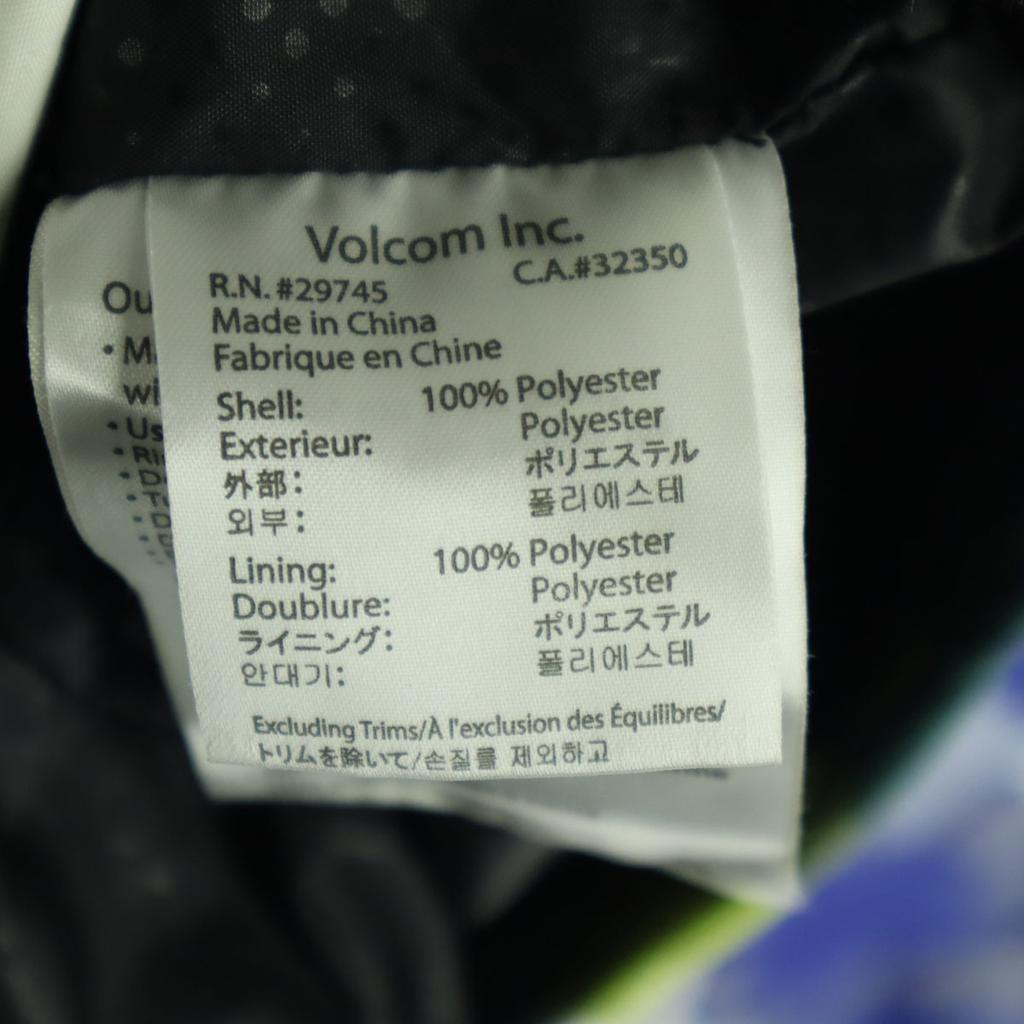 Volcom Inc.
R.N. #29745 C.A.#32350
Made in China
Fabrique en Chine
Shell: 100% Polyester
Exterieur: Polyester
外部: ポリエステル
외부: 폴리에스테
Lining: 100% Polyester
Doublure: Polyester
ライニング: ポリエステル
안대기: 폴리에스테
Excluding Trims/À l'exclusion des Équilibres/
トリムを除いて/손질를 제외하고